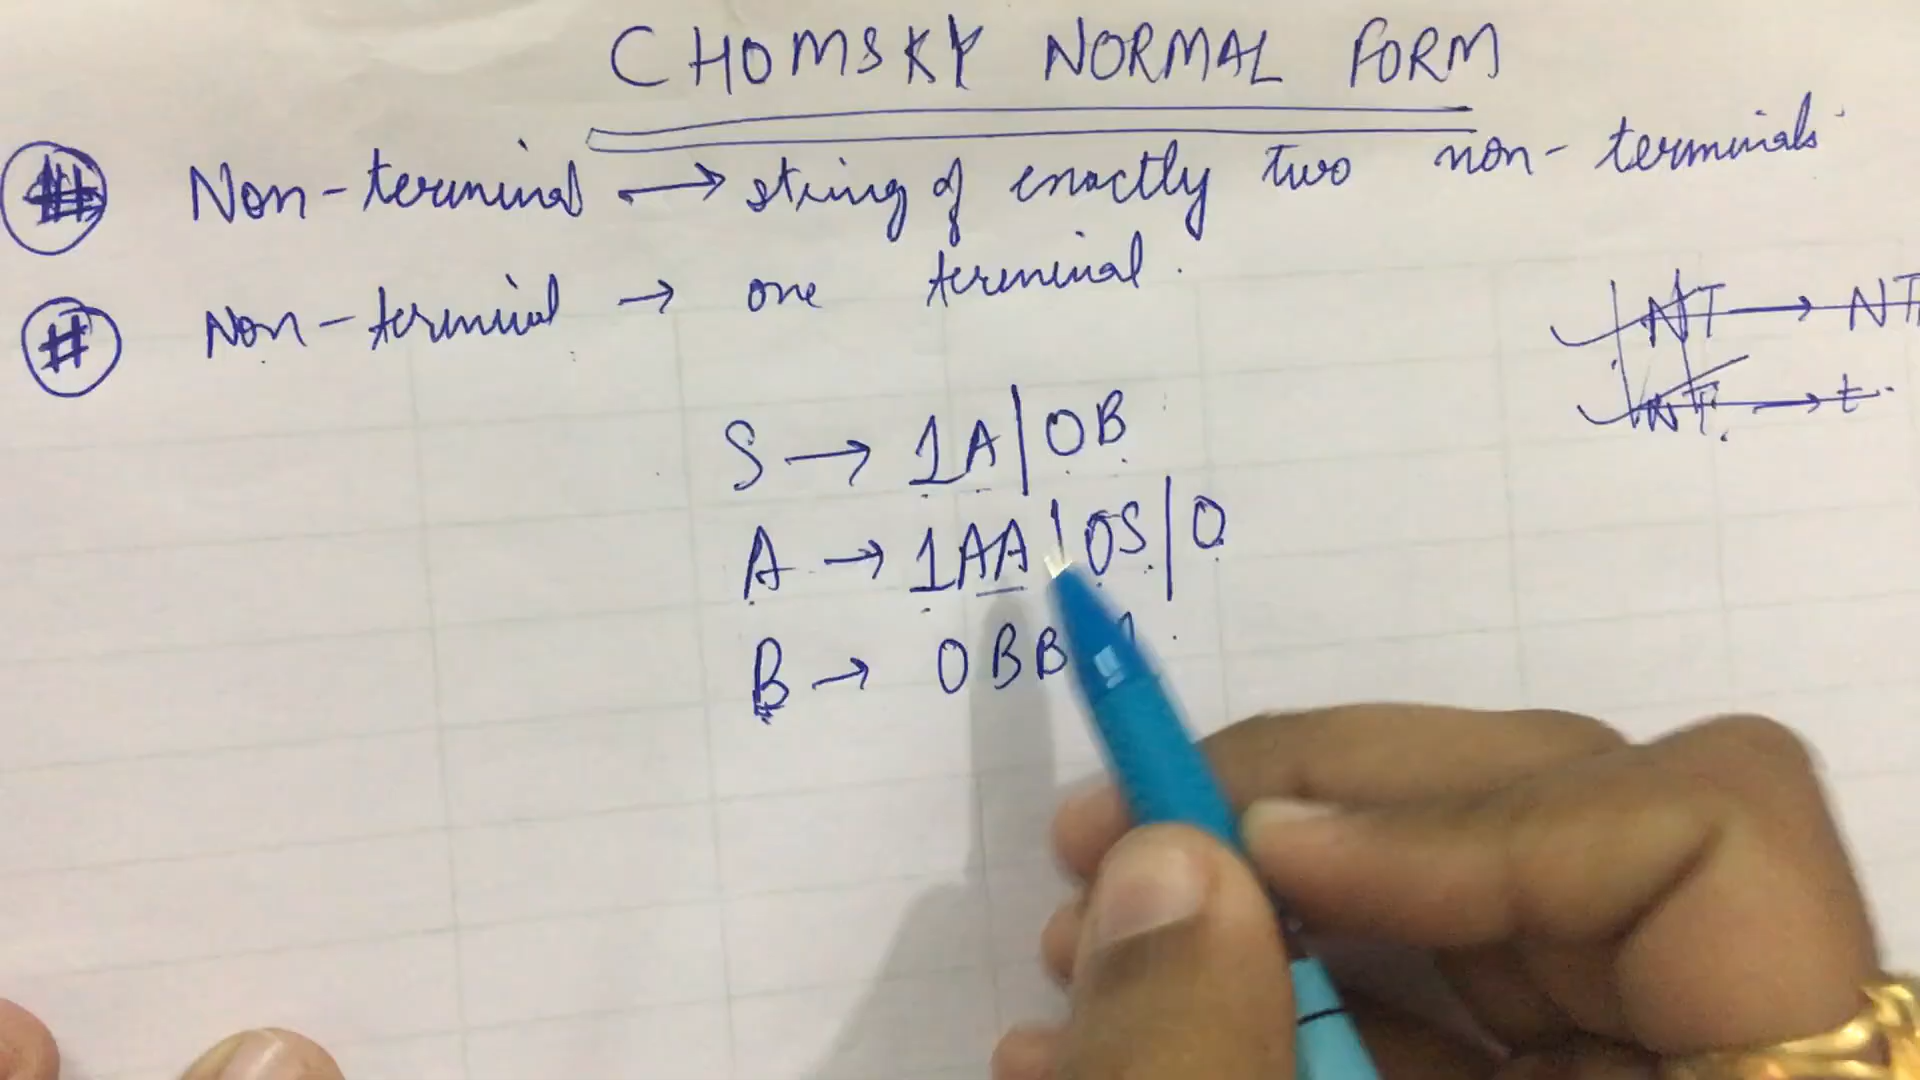 CHOMSKY NORMAL FORM
# Non-terminal → string of exactly two non-terminals
# Non-terminal → one terminal.
NT → NT
NT. → t.
S → 1A | 0B
A → 1AA | 0S | 0
B → 0BB